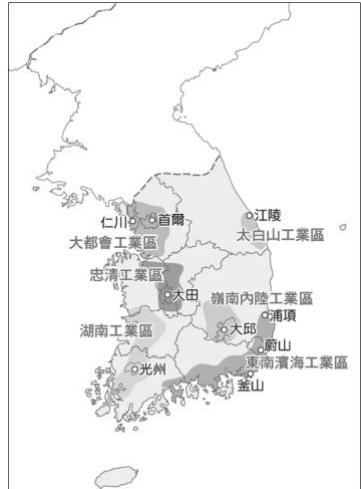 仁川
首爾
江陵
大都會工業區
太白山工業區
忠清工業區
大田
嶺南內陸工業區
浦項
湖南工業區
大邱
蔚山
光州
東南濱海工業區
釜山